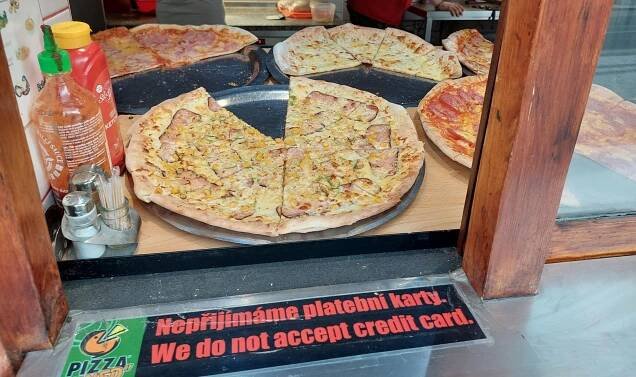 Nepřijímáme platební karty.
We do not accept credit card.
PIZZA